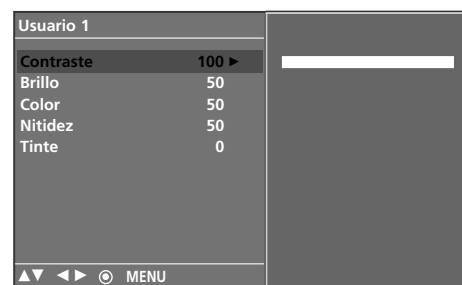 Usuario 1
Contraste 100 ►
Brillo 50
Color 50
Nitidez 50
Tinte 0
▲▼ ◄► ◉ MENU